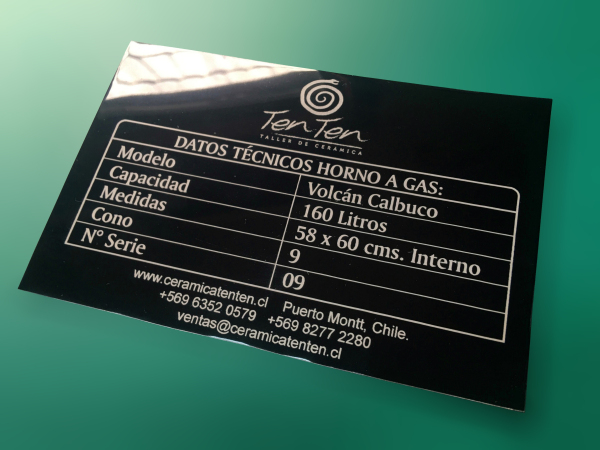 Ten Ten
TALLER DE CERÁMICA
DATOS TÉCNICOS HORNO A GAS:
Modelo Volcán Calbuco
Capacidad 160 Litros
Medidas 58 x 60 cms. Interno
Cono 9
N° Serie 09
www.ceramicatenten.cl Puerto Montt, Chile.
+569 6352 0579 +569 8277 2280
ventas@ceramicatenten.cl